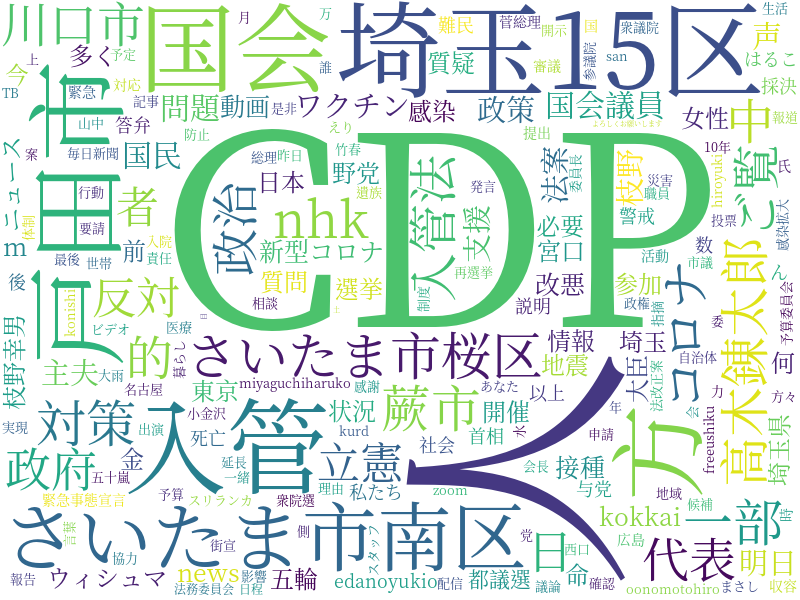 川口市
国会
埼玉15区
CDP
市
田
戸
人
入管
さいたま市南区
さいたま市桜区
蕨市
nhk
入管法
政治
万
月
菅総理
難民
今
上
予定
多く
対応
質疑
開示
国
衆議院
参議院
san
生活
声
はるこ
採決
審議
TB
緊急
記事
誰
問題
動画
是非
ワクチン
感染
政策
国会議員
女性
中
ご覧
報道
山中
答弁
防止
えり
提出
よろしくお願いします
10年
案
毎日新聞
国民
総理
昨日
竹春
野党
日本
法案
委員長
枝野
災害
職員
hiroyuki
氏
ニュース
行動
者
遺族
発言
警戒
投票
感染拡大
m
体制
要請
入院
責任
前
新型コロナ
支援
必要
宮口
数
活動
市議
ん
後
最後
世帯
質問
選挙
再選挙
改悪
参加
政権
指摘
予算委員会
konishi
反対
相談
制度
説明
コロナ
高木錬太郎
委
枝野幸男
ビデオ
医療
的
情報
埼玉
自治体
何
主夫
大雨
暮らし
東京
地震
大臣
法改正案
会
力
方々
名古屋
miyaguchiharuko
感謝
あなた
以上
対策
実現
出演
小金沢
状況
開催
年
水
freeushiku
埼玉県
死亡
kurd
首相
申請
政府
金
延長
一緒
立憲
社会
会長
接種
五十嵐
理由
私たち
zoom
与党
地域
緊急事態宣言
予算
スリランカ
衆院選
候補
時
言葉
側
スタッフ
党
西口
kokkai
一部
広島
協力
街宣
日
代表
明日
報告
ウィシュマ
news
影響
五輪
edanoyukio
配信
都議選
議論
命
確認
まさし
収容
法務委員会
日程
oonomotohiro